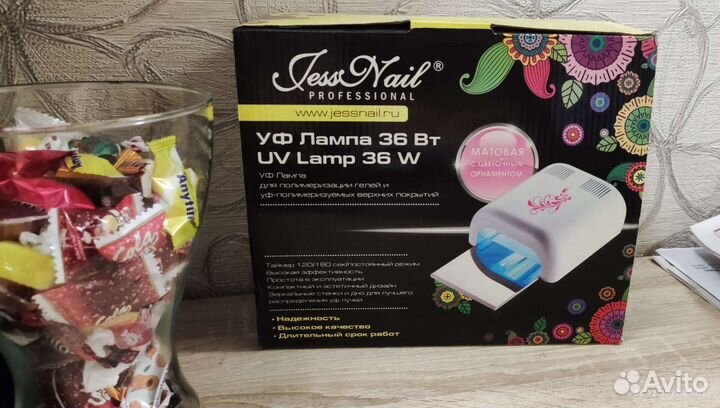 JessNail®
PROFESSIONAL
www.jessnail.ru
УФ Лампа 36 Вт
UV Lamp 36 W
УФ Лампа
для полимеризации гелей и
уф-полимеризуемых верхних покрытий
МАТОВАЯ
С ЦВЕТОЧНЫМ
ОРНАМЕНТОМ
Таймер 120/180 сек/постоянный режим
Высокая эффективность
Простота в эксплуатации
Компактный и эстетичный дизайн
Зеркальные стенки и дно для лучшего
распределения уф лучей
• Надежность
• Высокое качество
• Длительный срок работ
Avito